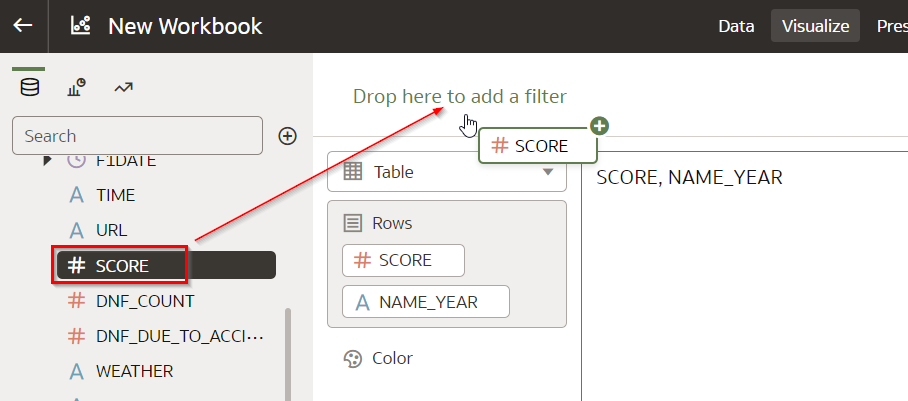 New Workbook
Data
Visualize
Pres
Search
F1DATE
TIME
URL
SCORE
DNF_COUNT
DNF_DUE_TO_ACCI···
WEATHER
Drop here to add a filter
SCORE
Table
Rows
SCORE
NAME_YEAR
Color
SCORE, NAME_YEAR